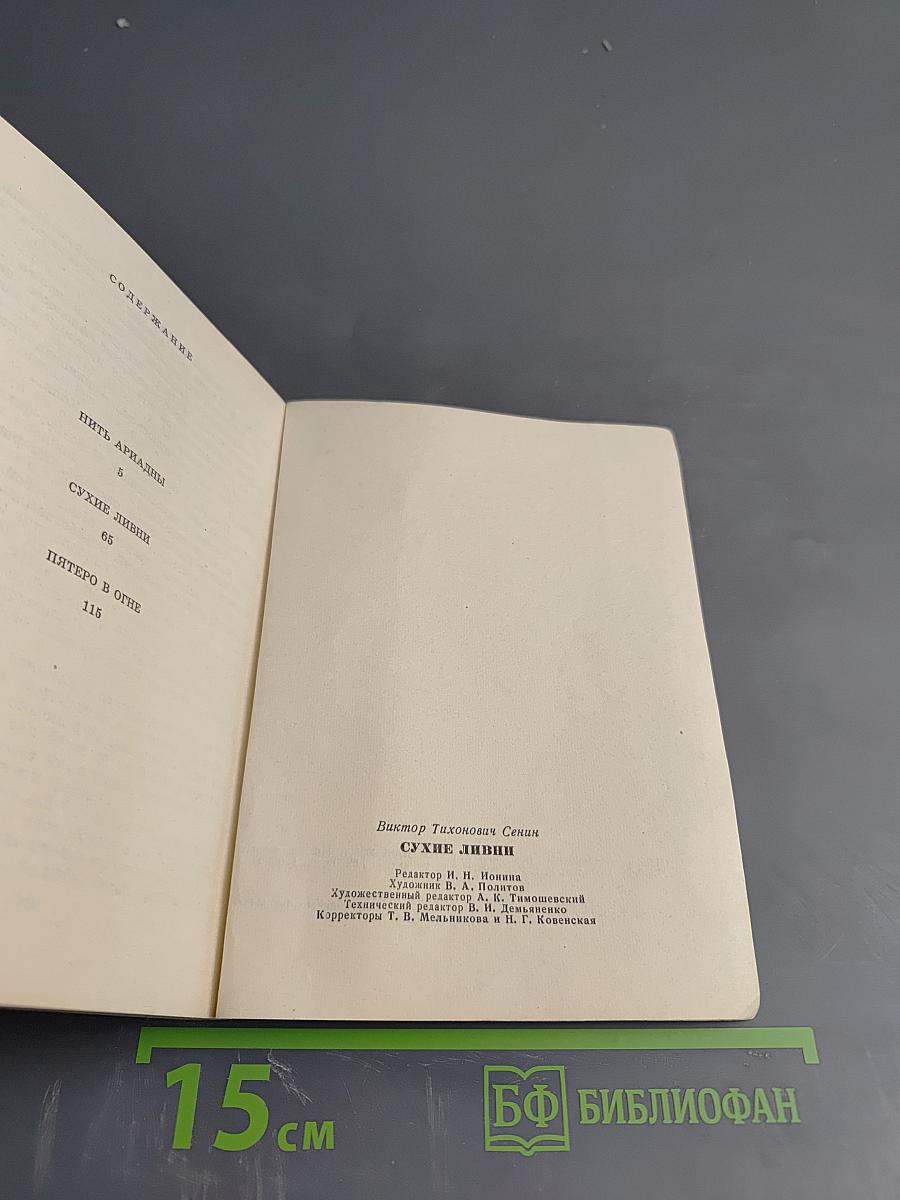 СОДЕРЖАНИЕ
НИТЬ АРИАДНЫ
5
СУХИЕ ЛИВНИ
65
ПЯТЕРО В ОГНЕ
115
Виктор Тихонович Сенин
СУХИЕ ЛИВНИ
Редактор И. Н. Ионина
Художник В. А. Политов
Художественный редактор А. К. Тимошевский
Технический редактор В. И. Демьяненко
Корректоры Т. В. Мельникова и Н. Г. Ковенская
15 см
БФ БИБЛИОФАН